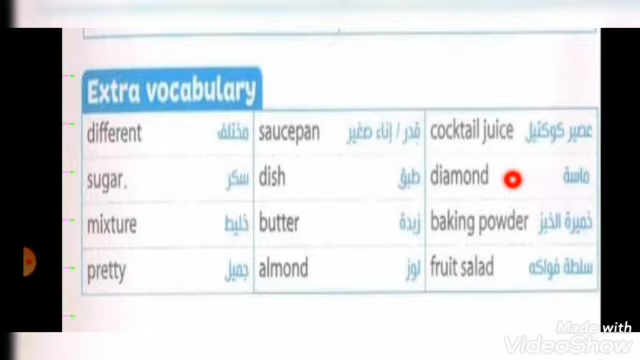 Extra vocabulary
different مختلف saucepan قدر / إناء صغير cocktail juice عصير كوكتيل
sugar. سكر dish طبق diamond ماسة
mixture خليط butter زبدة baking powder خميرة الخبز
pretty جميل almond لوز fruit salad سلطة فواكه
Made with
VideoShow